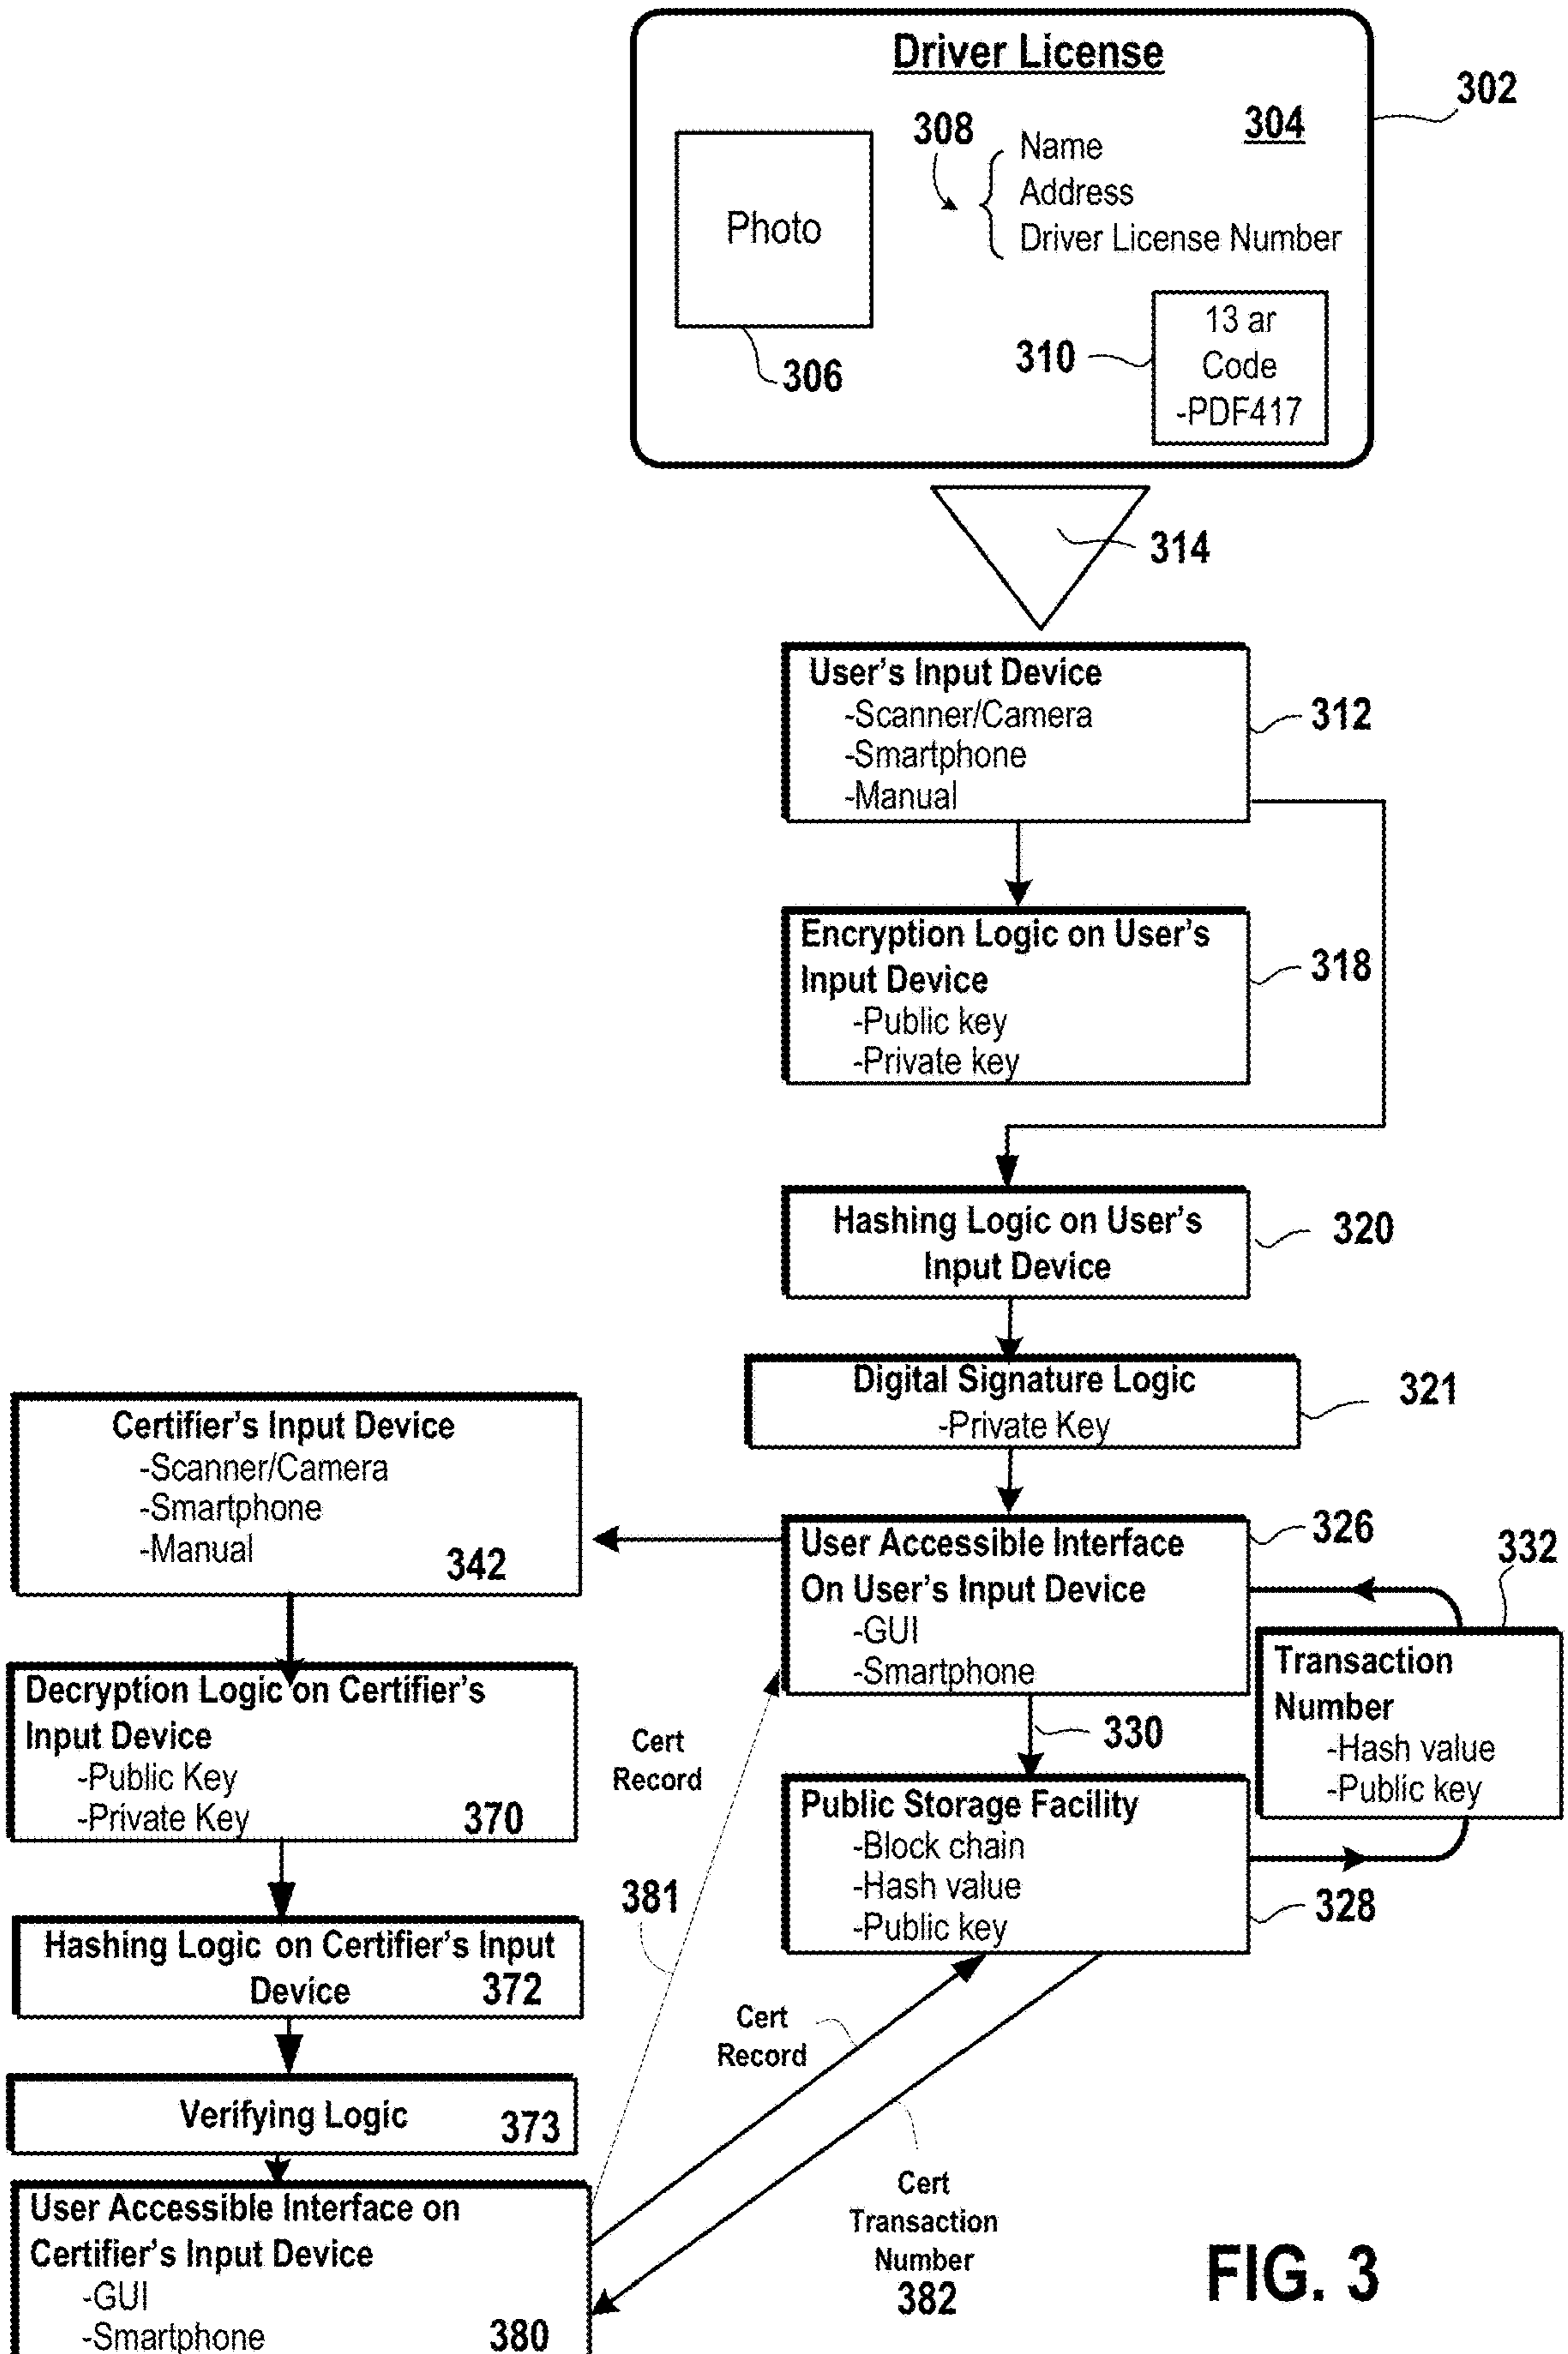 Driver License
302
304
308
Name
Address
Driver License Number
Photo
306
310
13 ar
Code
-PDF417
314
User's Input Device
-Scanner/Camera
-Smartphone
-Manual
312
Encryption Logic on User's
Input Device
-Public key
-Private key
318
Hashing Logic on User's
Input Device
320
Digital Signature Logic
-Private Key
321
Certifier's Input Device
-Scanner/Camera
-Smartphone
-Manual
342
User Accessible Interface
On User's Input Device
-GUI
-Smartphone
326
332
Transaction
Number
-Hash value
-Public key
330
Decryption Logic on Certifier's
Input Device
-Public Key
-Private Key
370
Cert
Record
381
Public Storage Facility
-Block chain
-Hash value
-Public key
328
Hashing Logic on Certifier's Input
Device
372
Cert
Record
Verifying Logic
373
User Accessible Interface on
Certifier's Input Device
-GUI
-Smartphone
380
Cert
Transaction
Number
382
FIG. 3